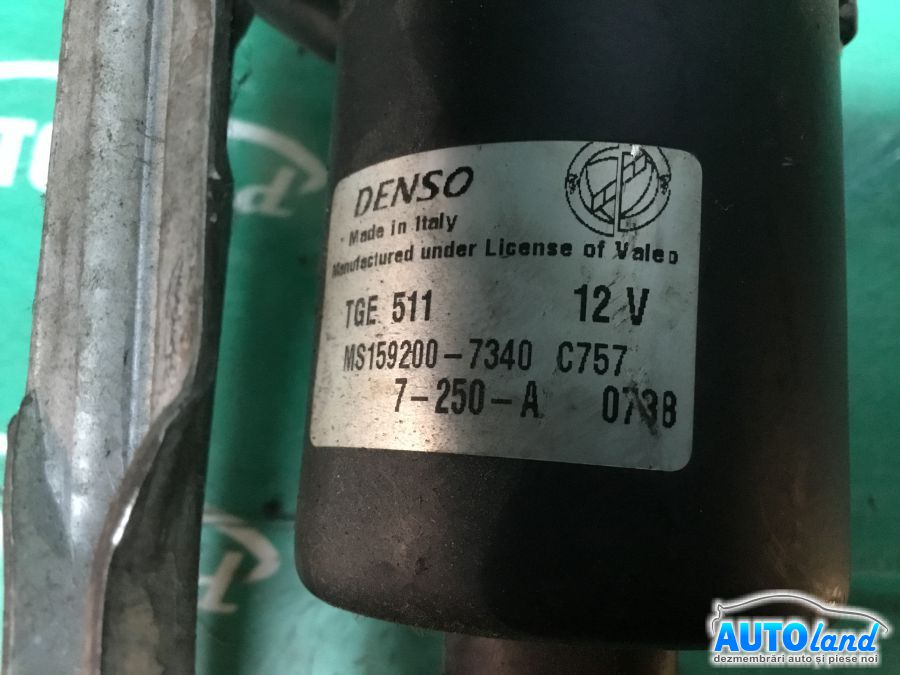 DENSO
Made in Italy
Manufactured under License of Valeo
TGE 511 12 V
MS159200-7340 C757
7-250-A 0738
AUTOland
dezmembrări auto și piese noi